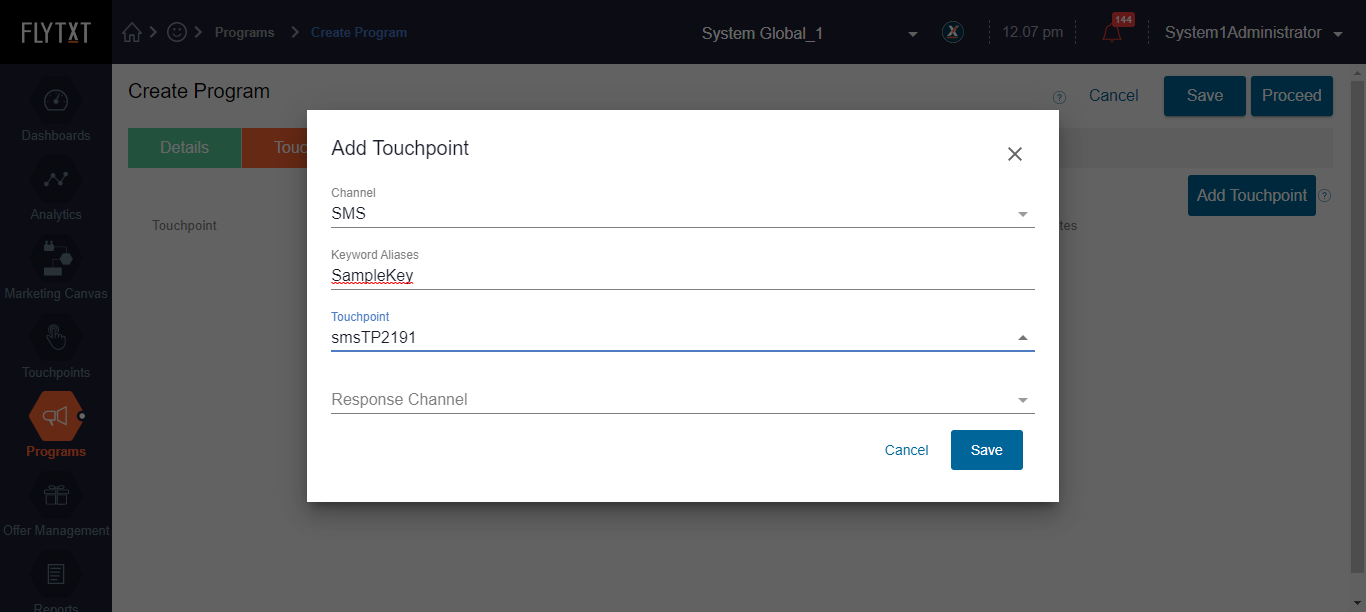 FLYTXT
Programs
Create Program
System Global_1
X
12.07 pm
144
System1Administrator
Create Program
?
Cancel
Save
Proceed
Dashboards
Details
Touc
Add Touchpoint
Channel
SMS
Add Touchpoint
?
Analytics
Touchpoint
tes
Keyword Aliases
SampleKey
Marketing Canvas
Touchpoint
smsTP2191
Touchpoints
Response Channel
Programs
Cancel
Save
Offer Management
Reports